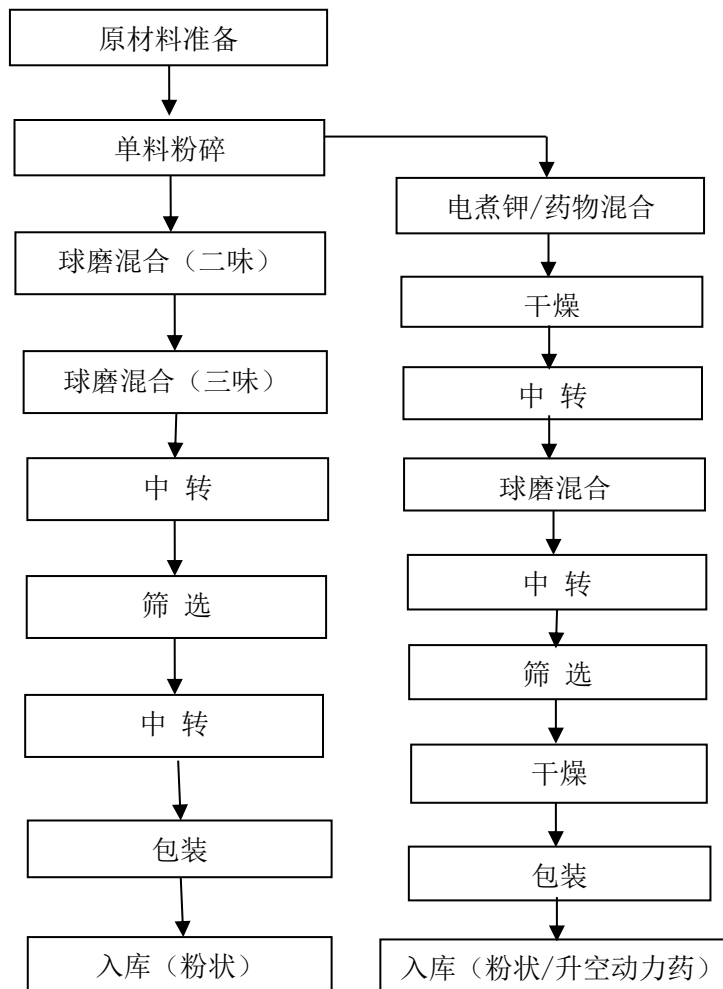 原材料准备
单料粉碎
球磨混合（二味）
球磨混合（三味）
中 转
筛 选
中 转
包装
入库（粉状）
电煮钾/药物混合
干燥
中 转
球磨混合
中 转
筛 选
干燥
包装
入库（粉状/升空动力药）